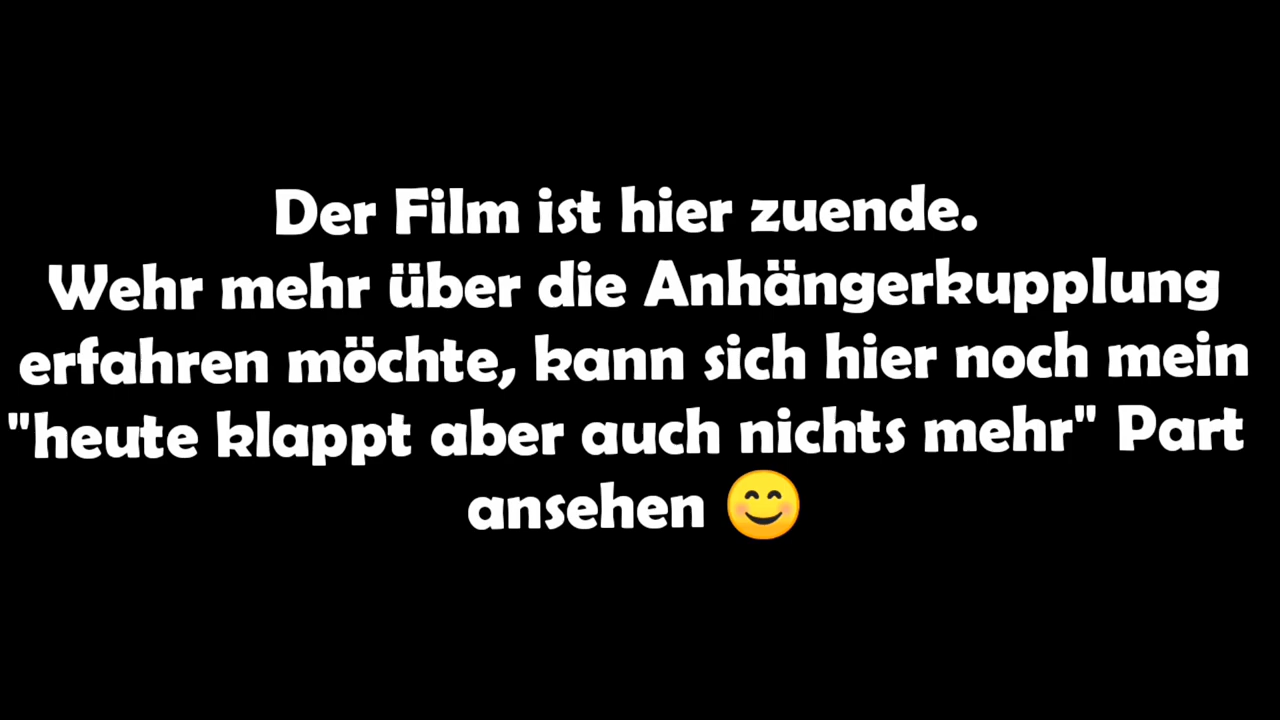 Der Film ist hier zuende.
Wehr mehr über die Anhängerkupplung
erfahren möchte, kann sich hier noch mein
"heute klappt aber auch nichts mehr" Part
ansehen 😊